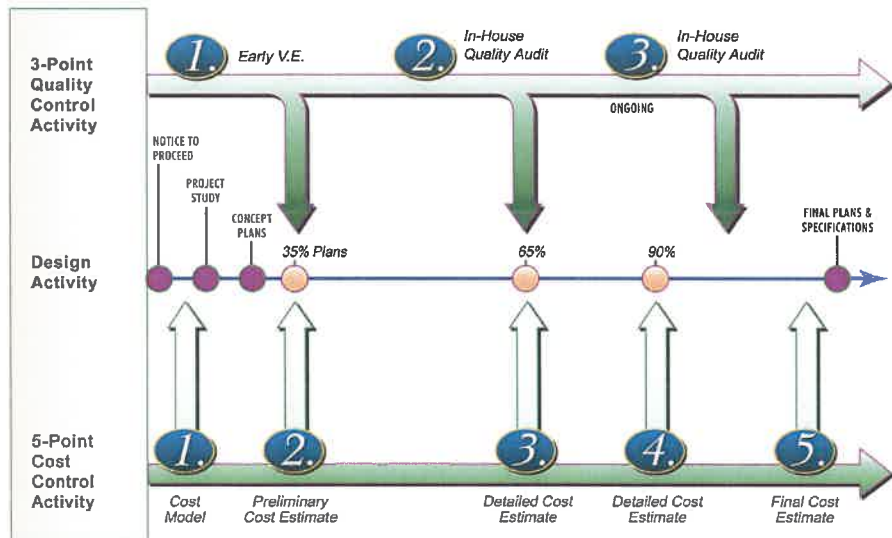 3-Point
Quality
Control
Activity
1.
Early V.E.
2.
In-House
Quality Audit
3.
In-House
Quality Audit
ONGOING
NOTICE TO
PROCEED
PROJECT
STUDY
CONCEPT
PLANS
FINAL PLANS &
SPECIFICATIONS
Design
Activity
35% Plans
65%
90%
5-Point
Cost
Control
Activity
1.
2.
3.
4.
5.
Cost
Model
Preliminary
Cost Estimate
Detailed Cost
Estimate
Detailed Cost
Estimate
Final Cost
Estimate